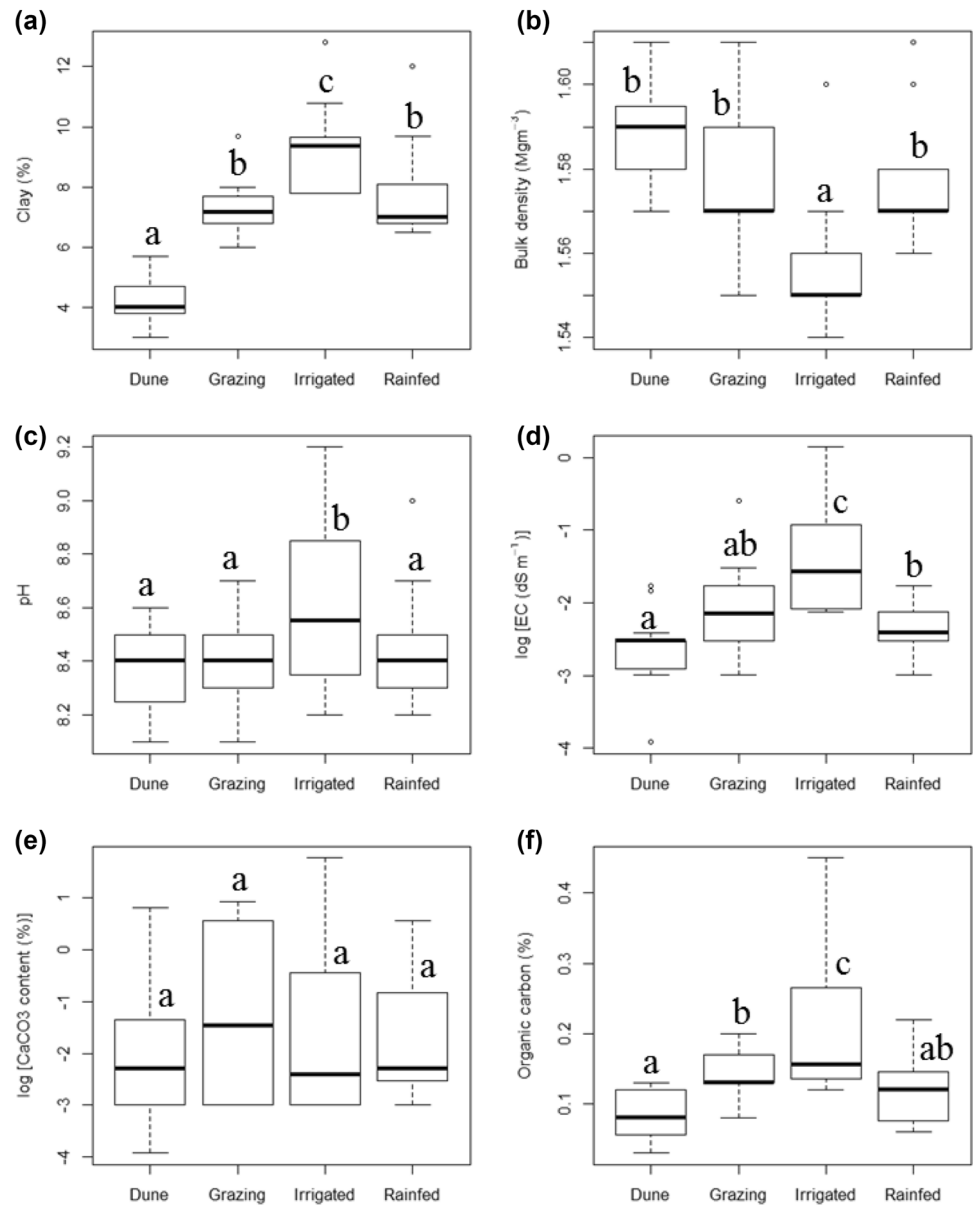 (a)
Clay (%)
12
10
8
6
4
a
b
c
b
Dune Grazing Irrigated Rainfed
(b)
Bulk density (Mgm⁻³)
1.60
1.58
1.56
1.54
b
b
a
b
Dune Grazing Irrigated Rainfed
(c)
pH
9.2
9.0
8.8
8.6
8.4
8.2
a
a
b
a
Dune Grazing Irrigated Rainfed
(d)
log [EC (dS m⁻¹)]
0
-1
-2
-3
-4
a
ab
c
b
Dune Grazing Irrigated Rainfed
(e)
log [CaCO3 content (%)]
1
0
-1
-2
-3
-4
a
a
a
a
Dune Grazing Irrigated Rainfed
(f)
Organic carbon (%)
0.4
0.3
0.2
0.1
a
b
c
ab
Dune Grazing Irrigated Rainfed